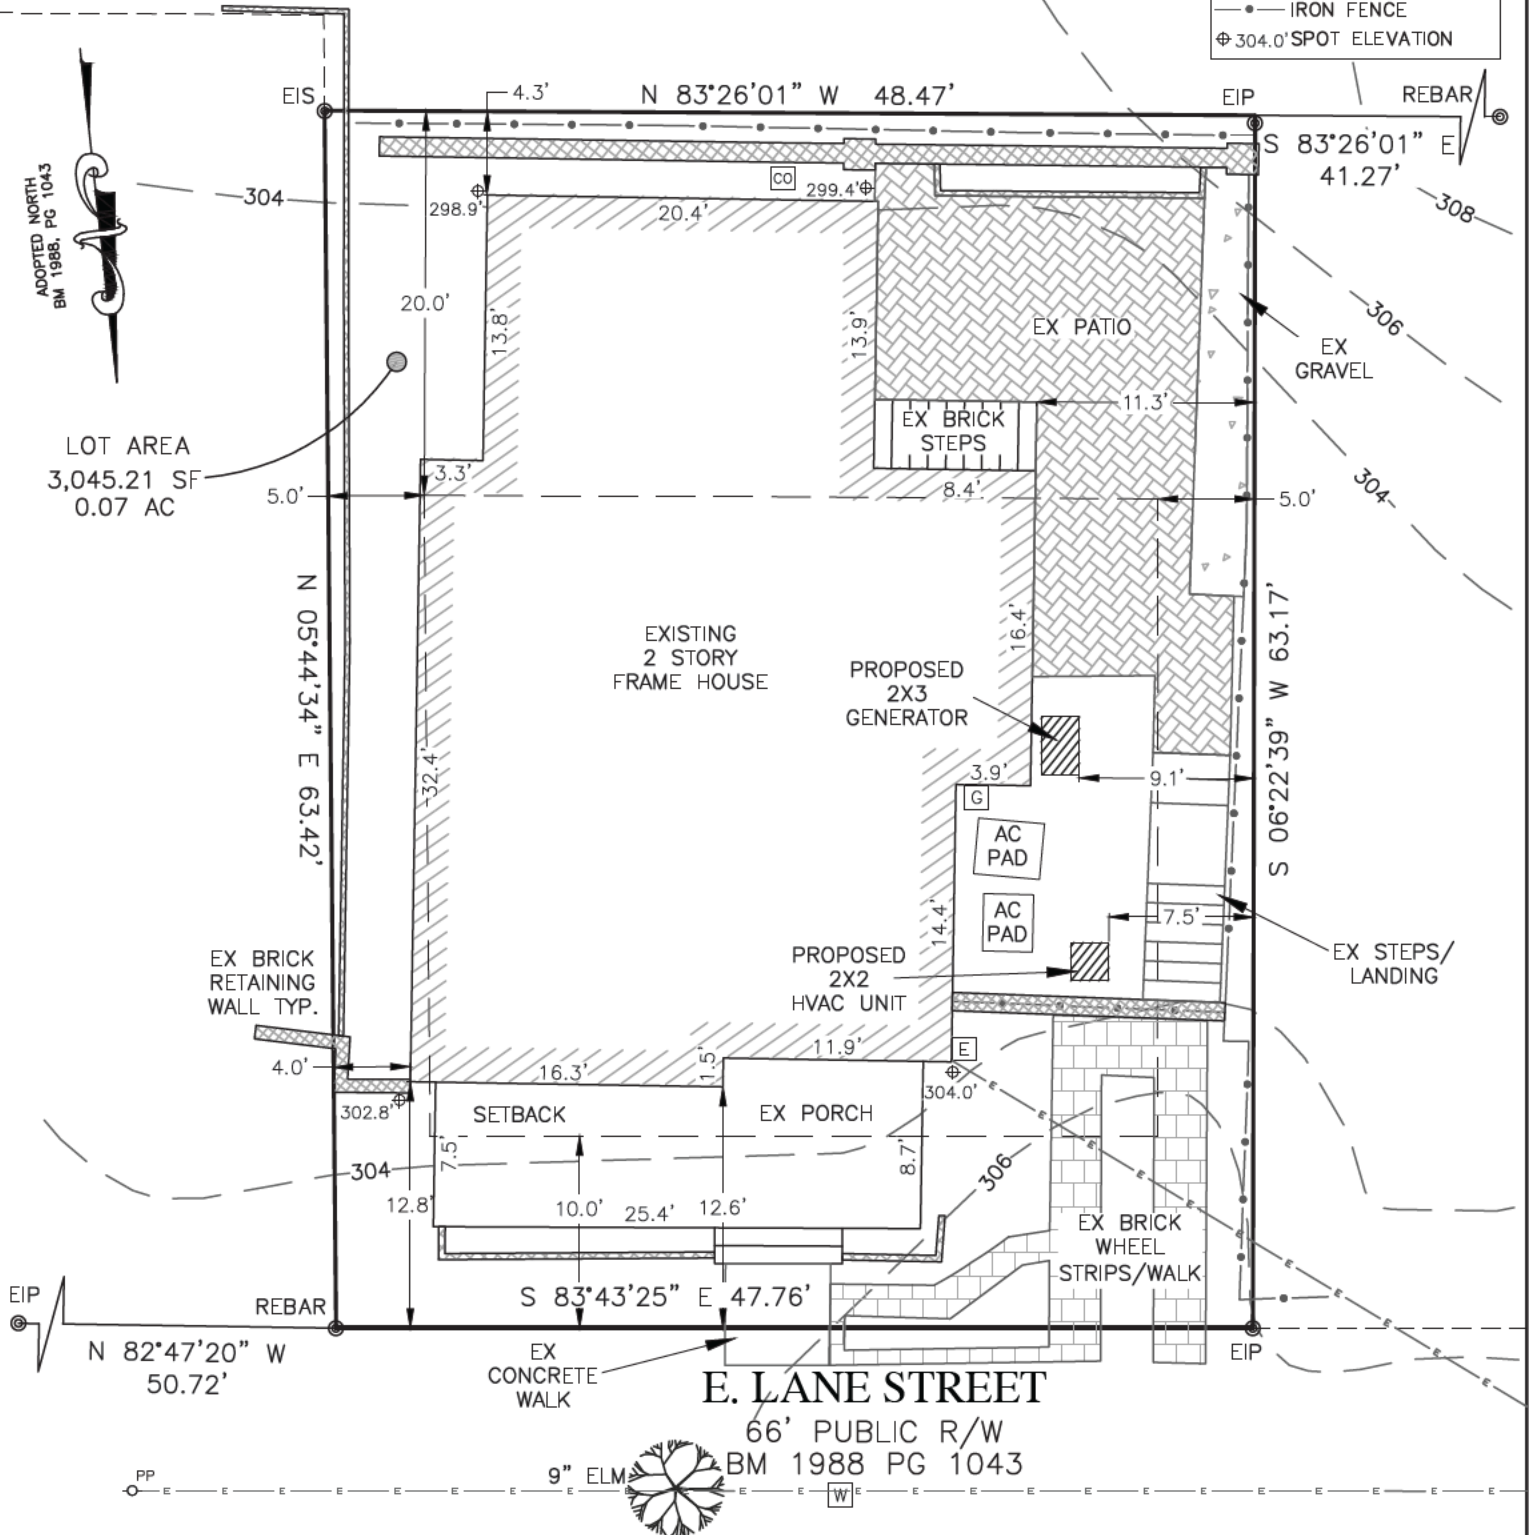 IRON FENCE
304.0' SPOT ELEVATION
EIS
4.3'
N 83°26'01" W 48.47'
EIP
REBAR
S 83°26'01" E
41.27'
ADOPTED NORTH
BM 1988, PG 1043
304
298.9'
20.4'
CO
299.4'
308
20.0'
13.8'
13.9'
EX PATIO
306
EX
GRAVEL
LOT AREA
3,045.21 SF
0.07 AC
11.3'
EX BRICK
STEPS
3.3'
5.0'
8.4'
5.0'
304
N 05°44'34" E 63.42'
EXISTING
2 STORY
FRAME HOUSE
16.4'
S 06°22'39" W 63.17'
PROPOSED
2X3
GENERATOR
32.4'
3.9'
9.1'
G
AC
PAD
AC
PAD
14.4'
7.5'
EX STEPS/
LANDING
EX BRICK
RETAINING
WALL TYP.
PROPOSED
2X2
HVAC UNIT
4.0'
16.3'
1.5'
11.9'
E
304.0'
302.8'
SETBACK
EX PORCH
304
7.5'
8.7'
306
12.8'
10.0'
25.4'
12.6'
EX BRICK
WHEEL
STRIPS/WALK
S 83°43'25" E 47.76'
EIP
REBAR
N 82°47'20" W
50.72'
EX
CONCRETE
WALK
EIP
E. LANE STREET
66' PUBLIC R/W
BM 1988 PG 1043
PP
9" ELM
W
E E E E E E E E E E E E E E E E E E E E E E